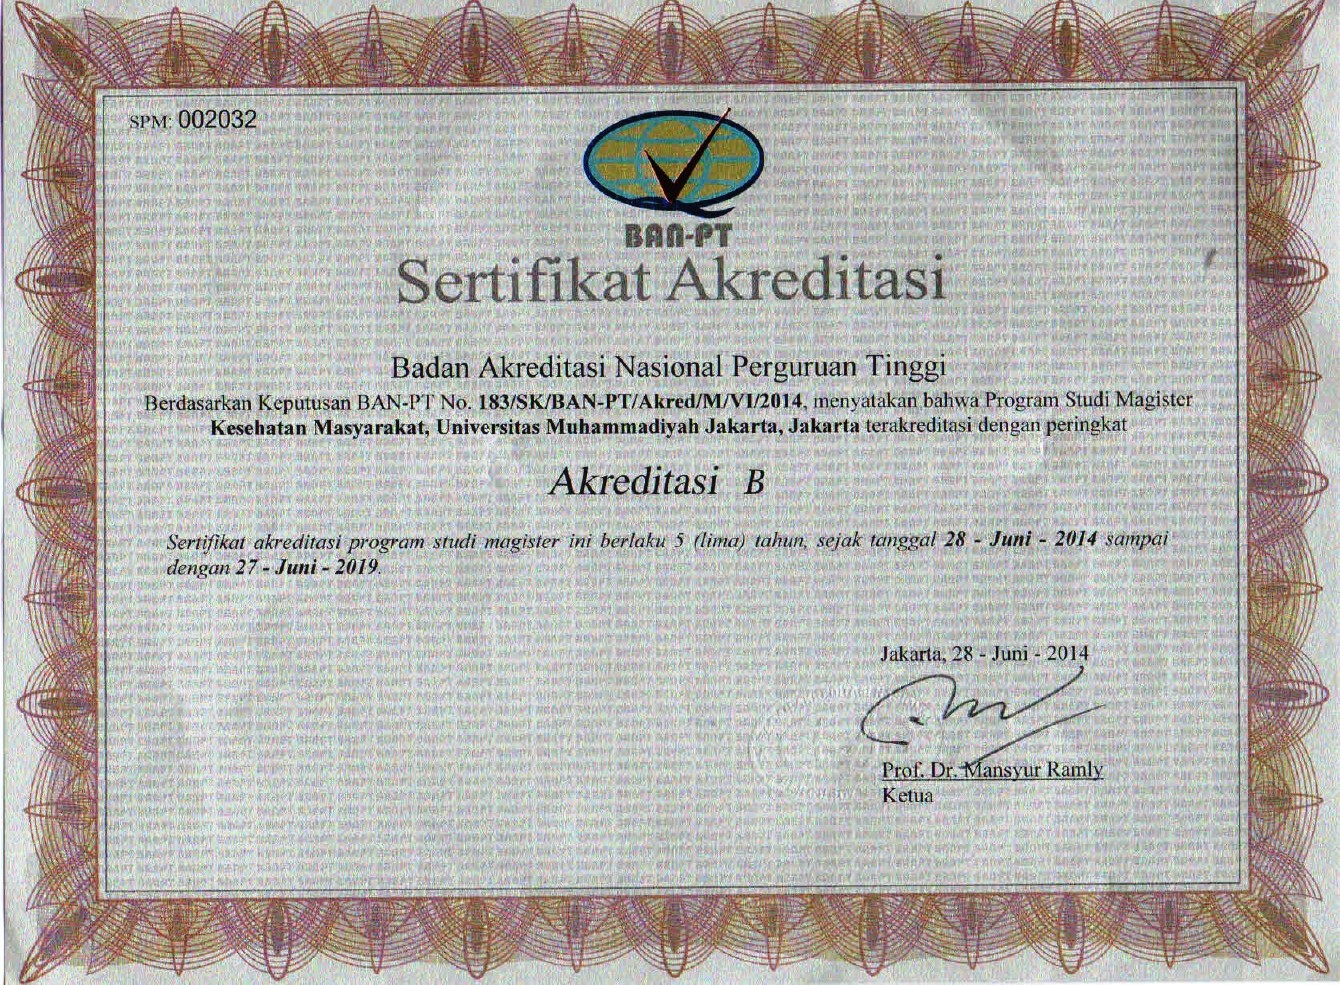 SPM: 002032
BAN-PT
Sertifikat Akreditasi
Badan Akreditasi Nasional Perguruan Tinggi
Berdasarkan Keputusan BAN-PT No. 183/SK/BAN-PT/Akred/M/VI/2014, menyatakan bahwa Program Studi Magister
Kesehatan Masyarakat, Universitas Muhammadiyah Jakarta, Jakarta terakreditasi dengan peringkat
Akreditasi B
Sertifikat akreditasi program studi magister ini berlaku 5 (lima) tahun, sejak tanggal 28 - Juni - 2014 sampai
dengan 27 - Juni - 2019.
Jakarta, 28 - Juni - 2014
Prof. Dr. Mansyur Ramly
Ketua